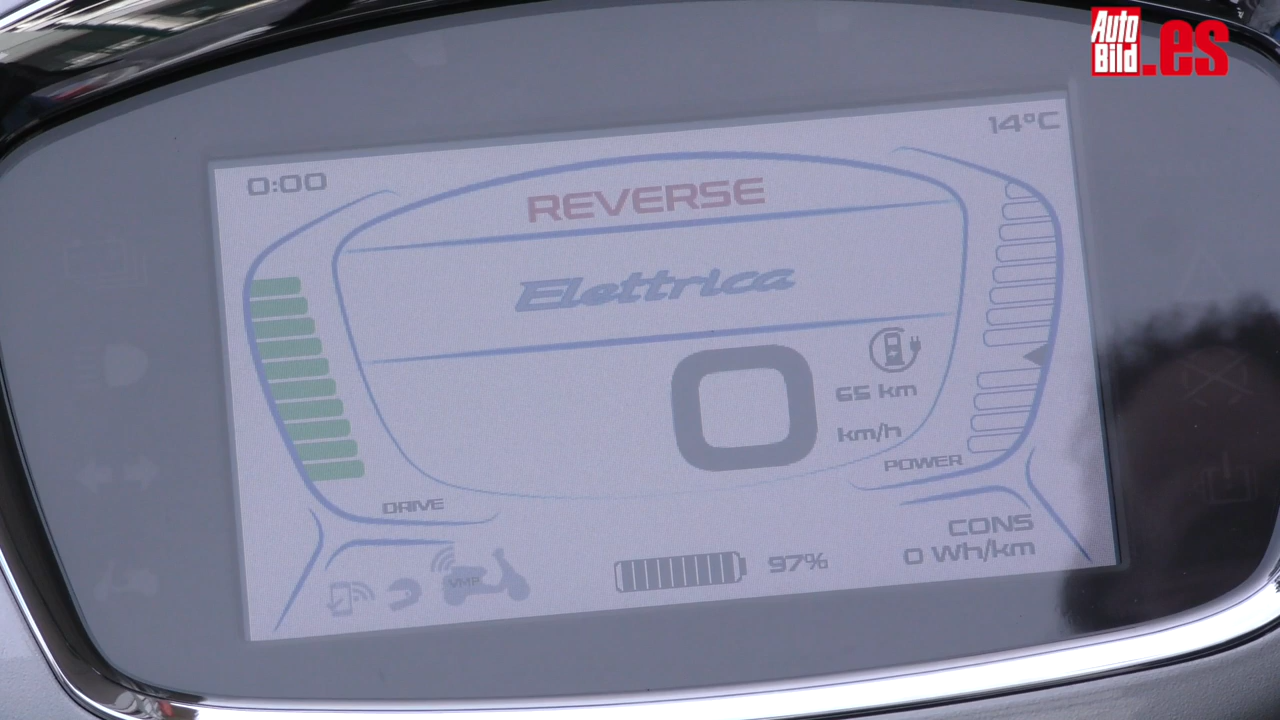 Auto
Bild.es
14°C
0:00
REVERSE
Elettrica
65 km
0 km/h
POWER
DRIVE
CONS
0 Wh/km
VMP
97%